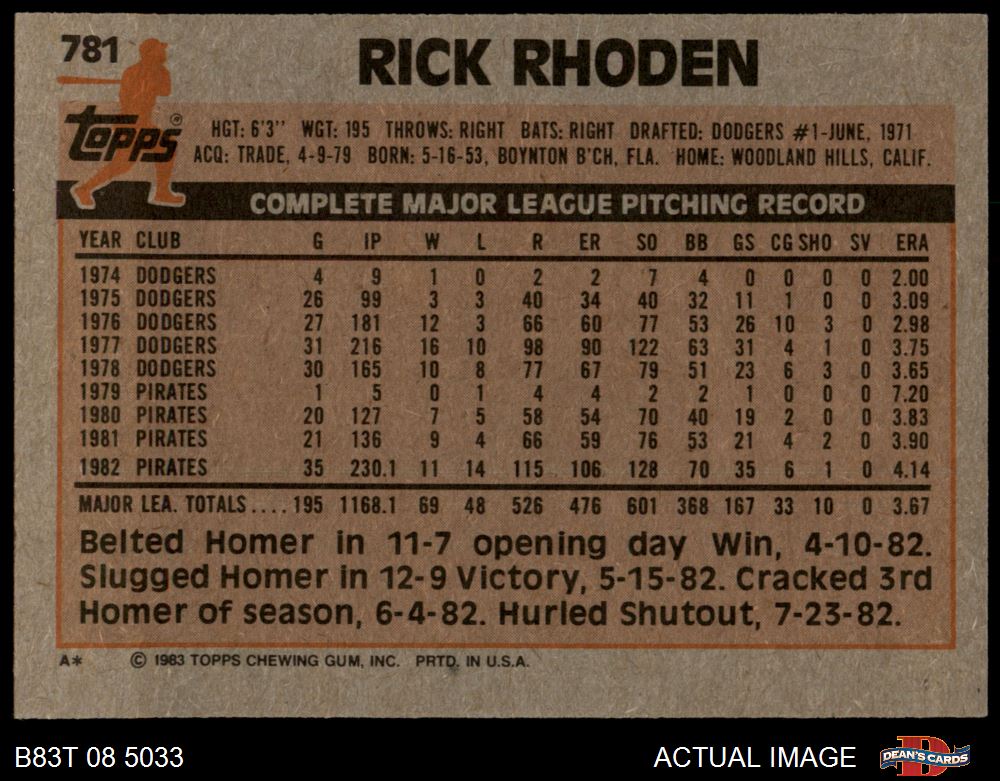 781
RICK RHODEN
Topps®
HGT: 6'3" WGT: 195 THROWS: RIGHT BATS: RIGHT DRAFTED: DODGERS #1-JUNE, 1971
ACQ: TRADE, 4-9-79 BORN: 5-16-53, BOYNTON B'CH, FLA. HOME: WOODLAND HILLS, CALIF.
COMPLETE MAJOR LEAGUE PITCHING RECORD
YEAR CLUB G IP W L R ER SO BB GS CG SHO SV ERA
1974 DODGERS 4 9 1 0 2 2 7 4 0 0 0 0 2.00
1975 DODGERS 26 99 3 3 40 34 40 32 11 1 0 0 3.09
1976 DODGERS 27 181 12 3 66 60 77 53 26 10 3 0 2.98
1977 DODGERS 31 216 16 10 98 90 122 63 31 4 1 0 3.75
1978 DODGERS 30 165 10 8 77 67 79 51 23 6 3 0 3.65
1979 PIRATES 1 5 0 1 4 4 2 2 1 0 0 0 7.20
1980 PIRATES 20 127 7 5 58 54 70 40 19 2 0 0 3.83
1981 PIRATES 21 136 9 4 66 59 76 53 21 4 2 0 3.90
1982 PIRATES 35 230.1 11 14 115 106 128 70 35 6 1 0 4.14
MAJOR LEA. TOTALS.... 195 1168.1 69 48 526 476 601 368 167 33 10 0 3.67
Belted Homer in 11-7 opening day Win, 4-10-82.
Slugged Homer in 12-9 Victory, 5-15-82. Cracked 3rd
Homer of season, 6-4-82. Hurled Shutout, 7-23-82.
A* © 1983 TOPPS CHEWING GUM, INC. PRTD. IN U.S.A.
B83T 08 5033 ACTUAL IMAGE DEAN'S CARDS